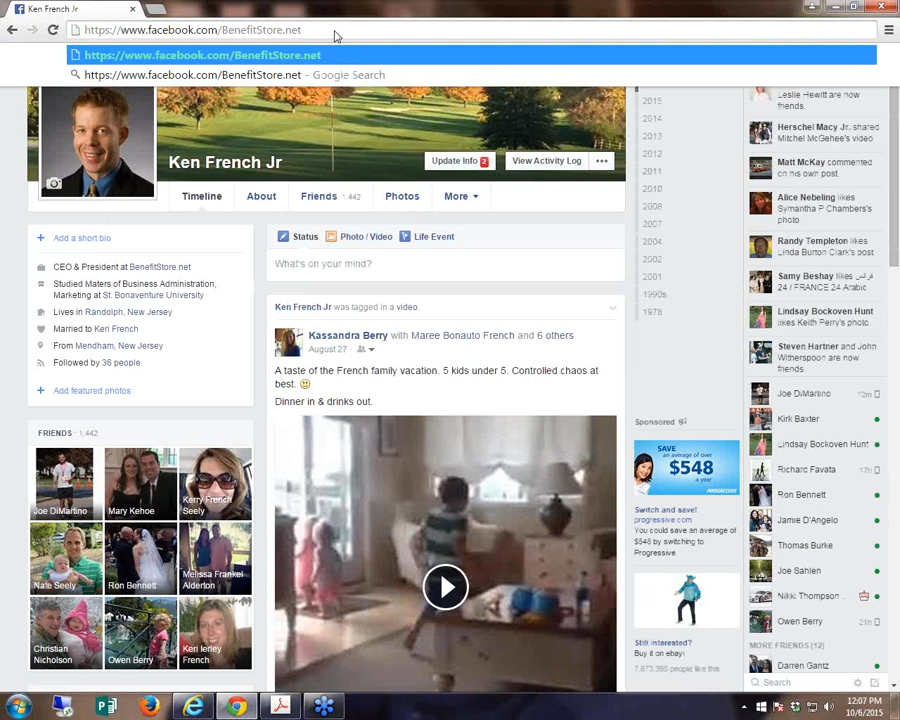 Ken French Jr
https://www.facebook.com/BenefitStore.net
https://www.facebook.com/BenefitStore.net
https://www.facebook.com/BenefitStore.net - Google Search
Ken French Jr
Update Info 2
View Activity Log
Timeline
About
Friends 1,442
Photos
More
Add a short bio
CEO & President at BenefitStore.net
Studied Maters of Business Administration,
Marketing at St. Bonaventure University
Lives in Randolph, New Jersey
Married to Keri French
From Mendham, New Jersey
Followed by 36 people
Add featured photos
FRIENDS · 1,442
Joe DiMartino
Mary Kehoe
Kerry French
Seely
Nate Seely
Ron Bennett
Melissa Frankel
Alderton
Christian
Nicholson
Owen Berry
Keri Ierley
French
Status
Photo / Video
Life Event
What's on your mind?
Ken French Jr was tagged in a video.
Kassandra Berry with Maree Bonauto French and 6 others
August 27
A taste of the French family vacation. 5 kids under 5. Controlled chaos at
best.
Dinner in & drinks out.
2015
2014
2013
2012
2011
2010
2008
2007
2004
2002
2001
1990s
1978
Sponsored
SAVE
an average of over
$548
a year
PROGRESSIVE
Switch and save!
progressive.com
You could save an average of
$548 by switching to
Progressive.
Still interested?
Buy it on ebay!
7,873,398 people like this
Leslie Hewitt are now
friends.
Herschel Macy Jr. shared
Mitchel McGehee's video
Matt McKay commented
on his own post.
Alice Nebeling likes
Symantha P Chambers's
photo.
Randy Templeton likes
Linda Burton Clark's post
Samy Beshay likes فرانس
24 / FRANCE 24 Arabic
Lindsay Bockoven Hunt
likes Keith Perry's photo.
Steven Hartner and John
Witherspoon are now
friends.
Joe DiMartino 12m
Kirk Baxter
Lindsay Bockoven Hunt
Richard Favata 17h
Ron Bennett
Jamie D'Angelo
Thomas Burke
Joe Sahlen
Nikki Thompson ...
Owen Berry 21h
MORE FRIENDS (12)
Darren Gantz
Search
12:07 PM
10/6/2015